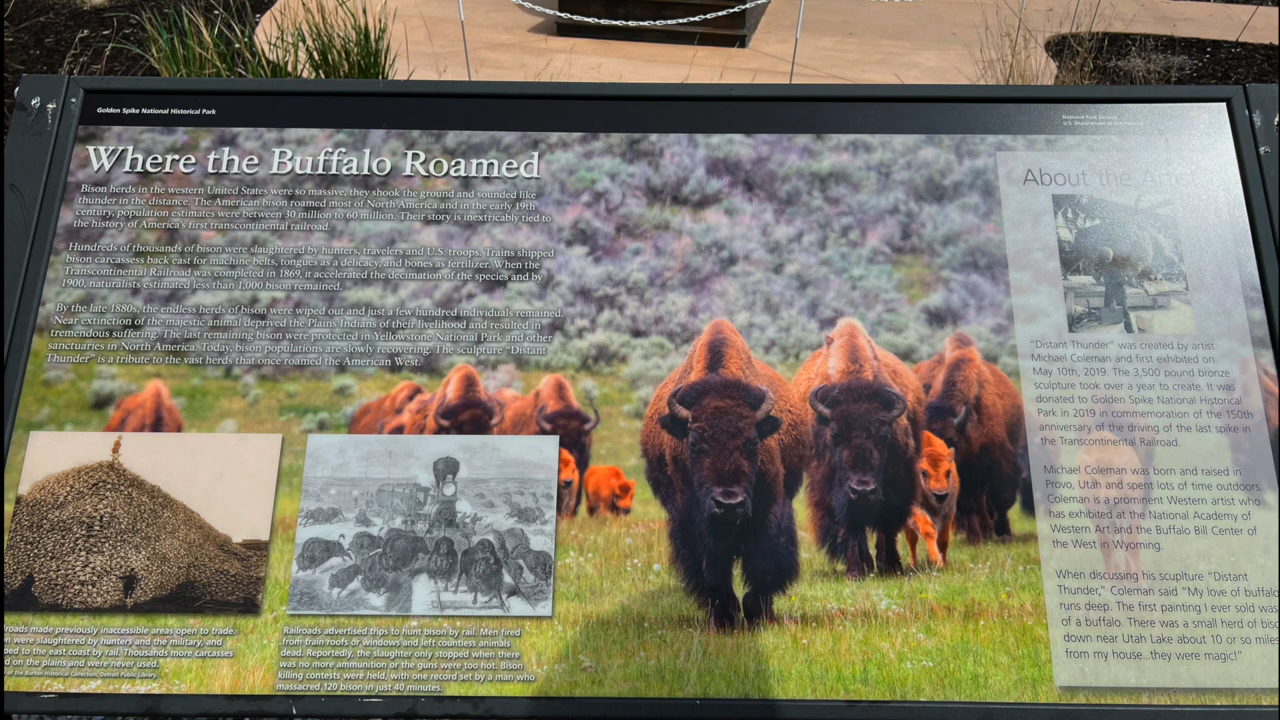 Golden Spike National Historical Park
National Park Service
U.S. Department of the
Where the Buffalo Roamed
Bison herds in the western United States were so massive, they shook the ground and sounded like
thunder in the distance. The American bison roamed most of North America and in the early 19th
century, population estimates were between 30 million to 60 million. Their story is inextricably tied to
the history of America's first transcontinental railroad.
Hundreds of thousands of bison were slaughtered by hunters, travelers and U.S. troops. Trains shipped
bison carcassess back east for machine belts, tongues as a delicacy, and bones as fertilizer. When the
Transcontinental Railroad was completed in 1869, it accelerated the decimation of the species and by
1900, naturalists estimated less than 1,000 bison remained.
By the late 1880s, the endless herds of bison were wiped out and just a few hundred individuals remained.
Near extinction of the majestic animal deprived the Plains Indians of their livelihood and resulted in
tremendous suffering. The last remaining bison were protected in Yellowstone National Park and other
sanctuaries in North America. Today, bison populations are slowly recovering. The sculpture "Distant
Thunder" is a tribute to the vast herds that once roamed the American West.
roads made previously inaccessible areas open to trade.
were slaughtered by hunters and the military, and
to the east coast by rail. Thousands more carcasses
on the plains and were never used.
of the Burton Historical Collection, Detroit Public Library
Railroads advertised trips to hunt bison by rail. Men fired
from train roofs or windows and left countless animals
dead. Reportedly, the slaughter only stopped when there
was no more ammunition or the guns were too hot. Bison
killing contests were held, with one record set by a man who
massacred 120 bison in just 40 minutes.
About the Artist
"Distant Thunder" was created by artist
Michael Coleman and first exhibited on
May 10th, 2019. The 3,500 pound bronze
sculpture took over a year to create. It was
donated to Golden Spike National Historical
Park in 2019 in commemoration of the 150th
anniversary of the driving of the last spike in
the Transcontinental Railroad.
Michael Coleman was born and raised in
Provo, Utah and spent lots of time outdoors.
Coleman is a prominent Western artist who
has exhibited at the National Academy of
Western Art and the Buffalo Bill Center of
the West in Wyoming.
When discussing his scuplture "Distant
Thunder," Coleman said "My love of buffalo
runs deep. The first painting I ever sold was
of a buffalo. There was a small herd of
down near Utah Lake about 10 or so miles
from my house...they were magic!"